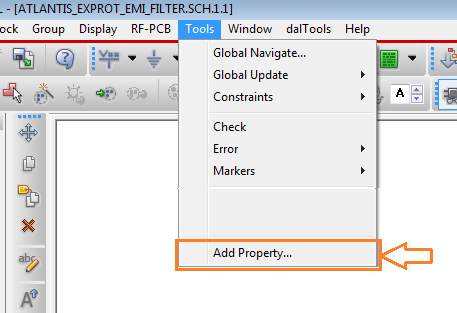 - [ATLANTIS_EXPROT_EMI_FILTER.SCH.1.1]
ock Group Display RF-PCB Tools Window dalTools Help
Global Navigate...
Global Update
Constraints
A
Check
Error
Markers
Add Property...
abc
A